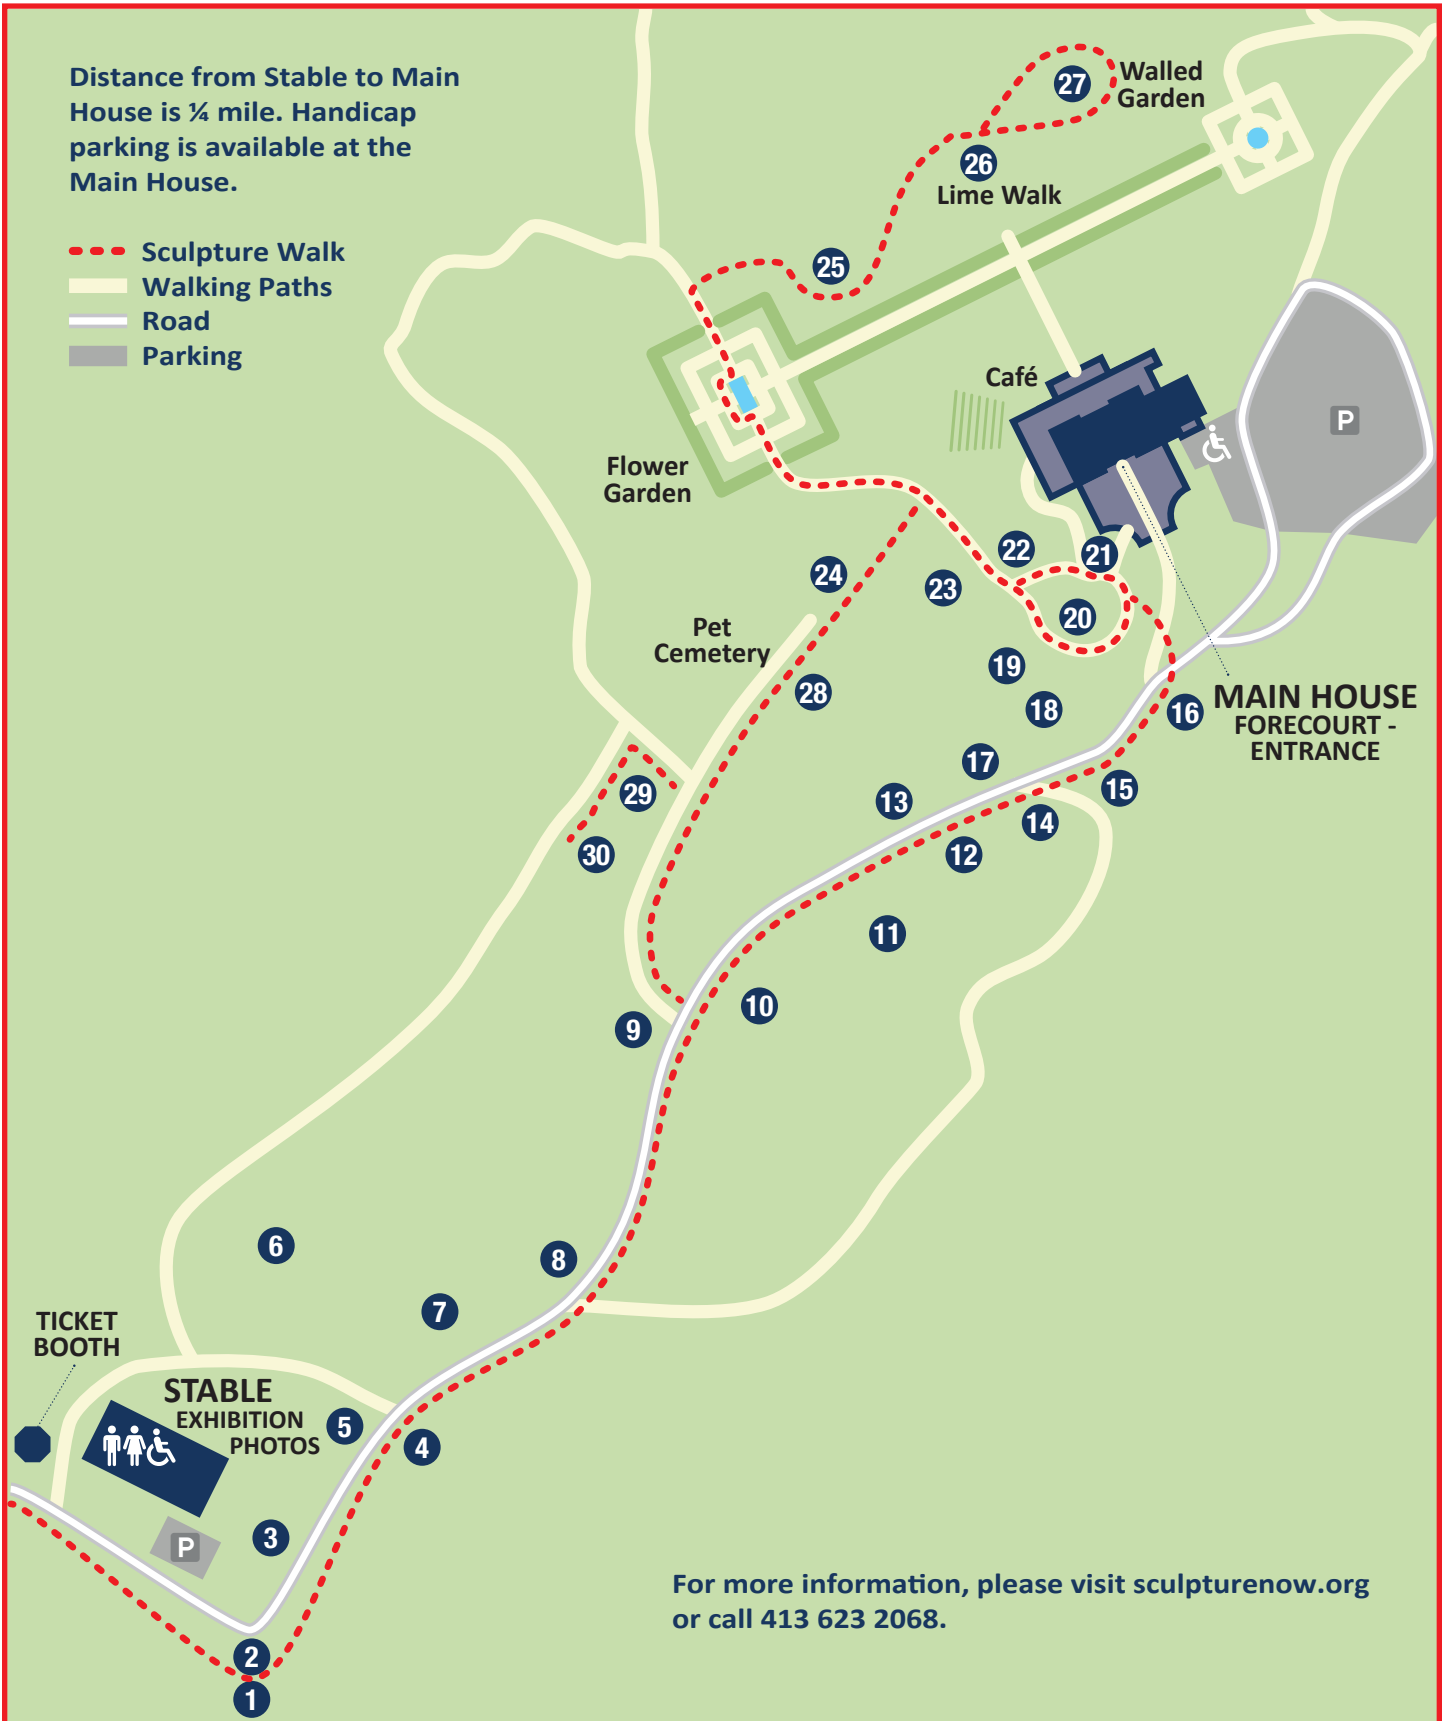 Distance from Stable to Main
House is ¼ mile. Handicap
parking is available at the
Main House.
Sculpture Walk
Walking Paths
Road
Parking
27
Walled
Garden
26
Lime Walk
25
Café
P
Flower
Garden
22
21
24
23
20
Pet
Cemetery
19
28
18
16
MAIN HOUSE
FORECOURT -
ENTRANCE
17
15
29
13
14
30
12
11
10
9
6
8
7
TICKET
BOOTH
STABLE
EXHIBITION
PHOTOS
5
4
3
P
For more information, please visit sculpturenow.org
or call 413 623 2068.
2
1